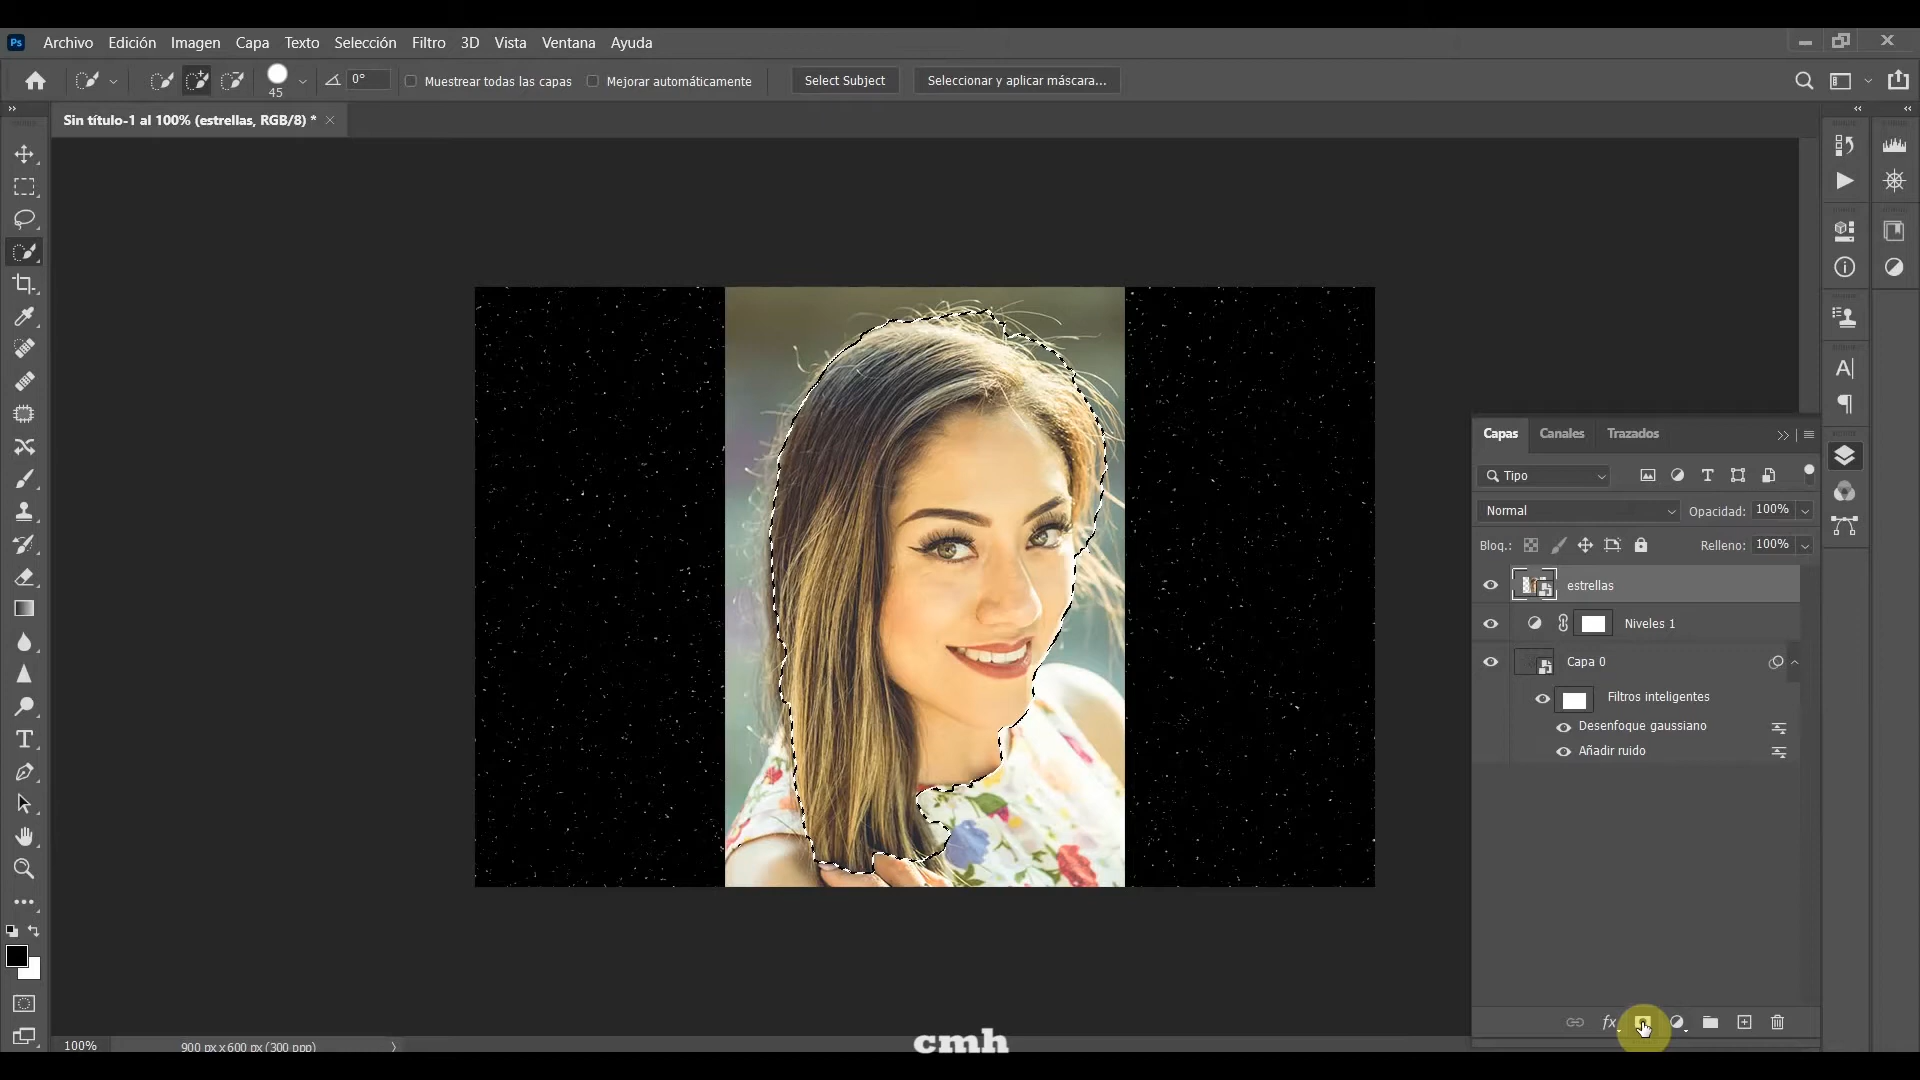 Ps Archivo Edición Imagen Capa Texto Selección Filtro 3D Vista Ventana Ayuda
45 0° Muestrear todas las capas Mejorar automáticamente Select Subject Seleccionar y aplicar máscara...
Sin título-1 al 100% (estrellas, RGB/8) *
Capas Canales Trazados
Tipo
Normal Opacidad: 100%
Bloq.: Relleno: 100%
estrellas
Niveles 1
Capa 0
Filtros inteligentes
Desenfoque gaussiano
Añadir ruido
fx
100% 900 px x 600 px (300 ppp)
cmh